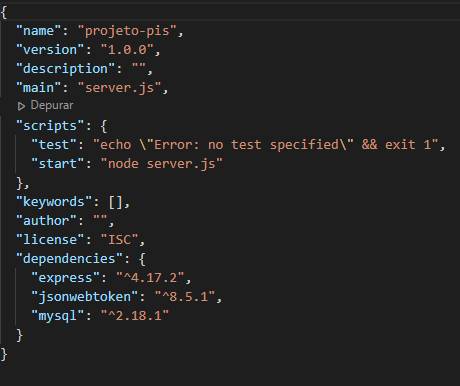 {
  "name": "projeto-pis",
  "version": "1.0.0",
  "description": "",
  "main": "server.js",
  Depurar
  "scripts": {
    "test": "echo \"Error: no test specified\" && exit 1",
    "start": "node server.js"
  },
  "keywords": [],
  "author": "",
  "license": "ISC",
  "dependencies": {
    "express": "^4.17.2",
    "jsonwebtoken": "^8.5.1",
    "mysql": "^2.18.1"
  }
}